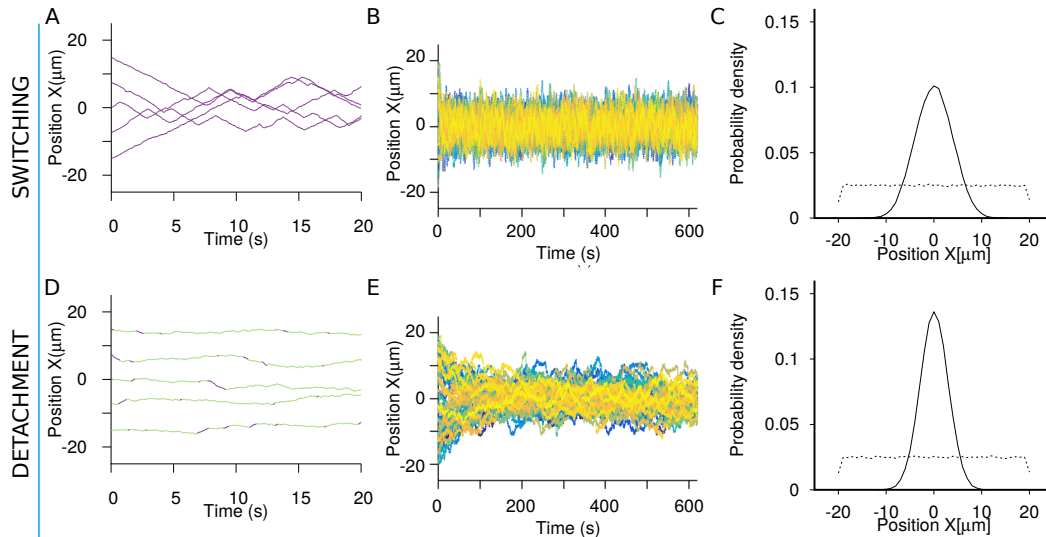 SWITCHING
A
Position X(μm)
20
0
-20
0 5 10 15 20
Time (s)
B
Position X(μm)
20
0
-20
0 200 400 600
Time (s)
C
Probability density
0.15
0.1
0.05
0
-20 -10 0 10 20
Position X[μm]
DETACHMENT
D
Position X(μm)
20
0
-20
0 5 10 15 20
Time (s)
E
Position X(μm)
20
0
-20
0 200 400 600
Time (s)
F
Probability density
0.15
0.1
0.05
0
-20 -10 0 10 20
Position X[μm]